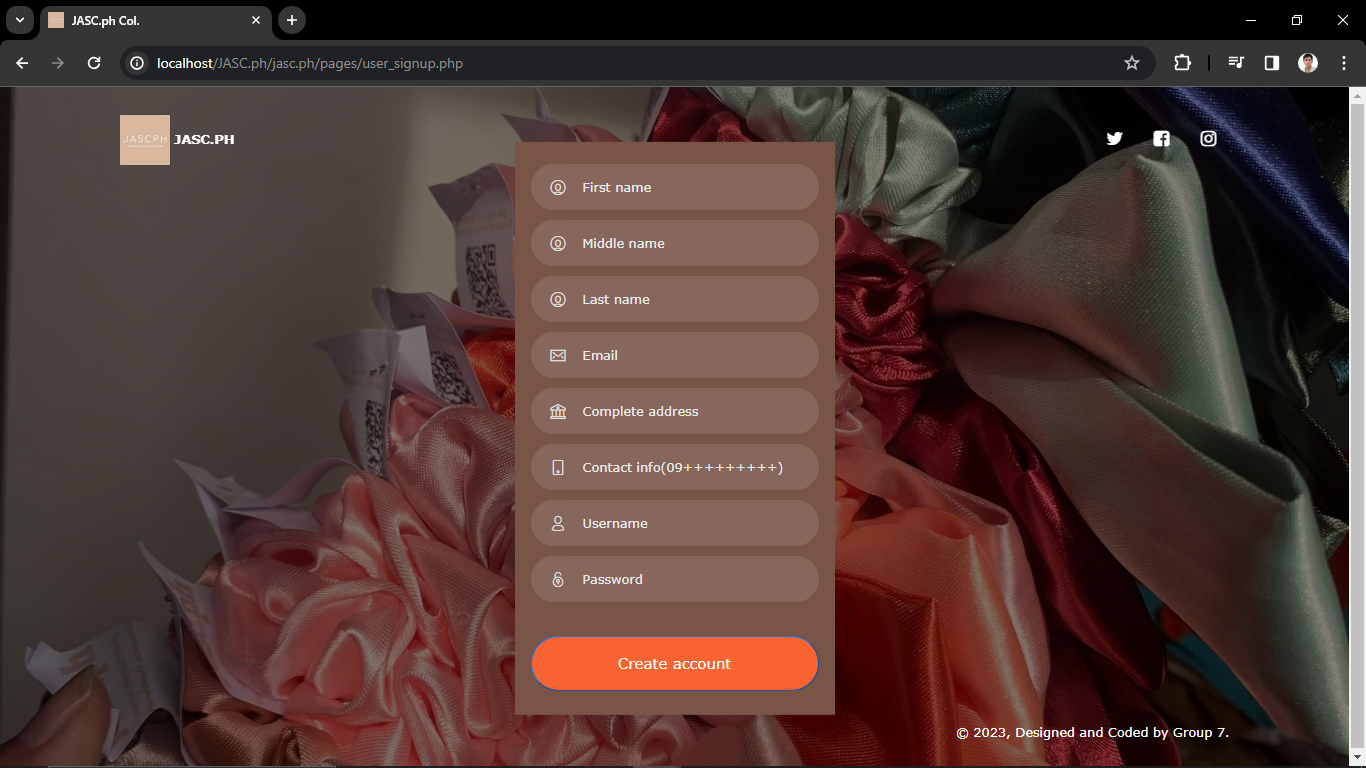 JASC.ph Col.
localhost/JASC.ph/jasc.ph/pages/user_signup.php
JASCPH
JASC.PH
First name
Middle name
Last name
Email
Complete address
Contact info(09+++++++++)
Username
Password
Create account
© 2023, Designed and Coded by Group 7.